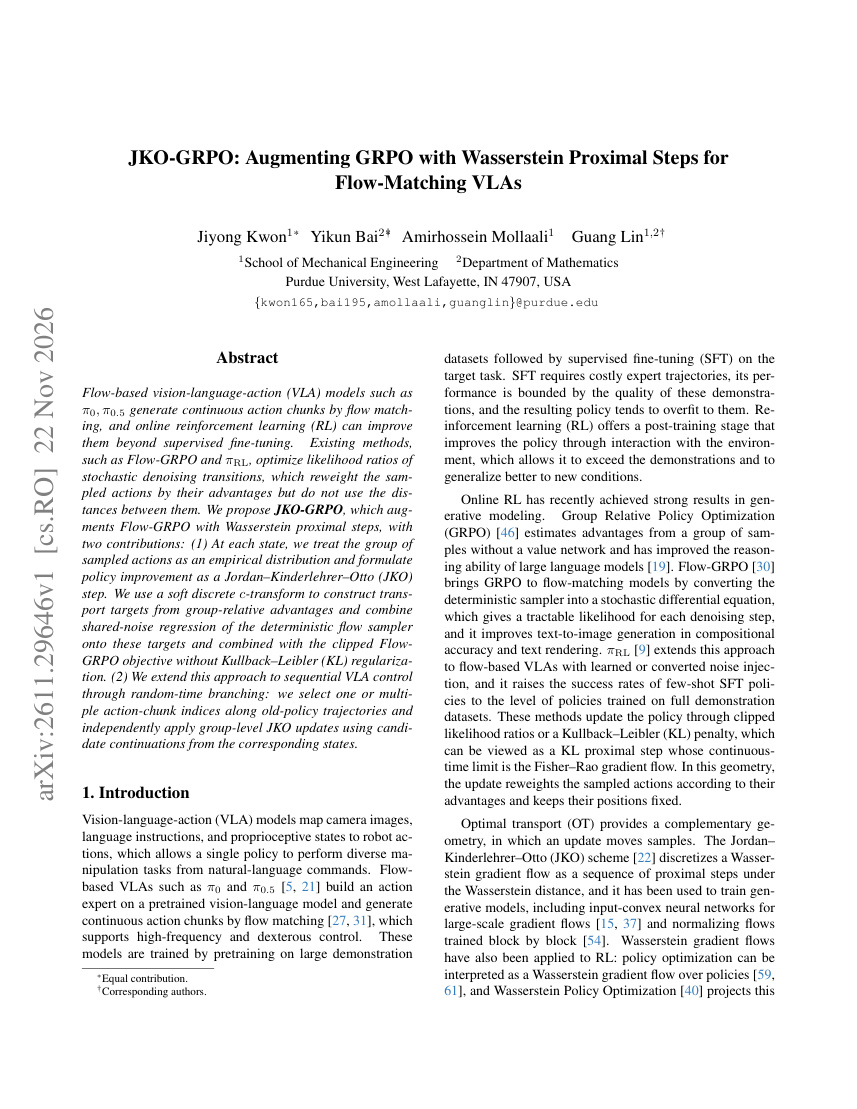 JKO-GRPO: Augmenting GRPO with Wasserstein Proximal Steps for
Flow-Matching VLAs
Jiyong Kwon¹* Yikun Bai²*† Amirhossein Mollaali¹ Guang Lin¹,²†
¹School of Mechanical Engineering ²Department of Mathematics
Purdue University, West Lafayette, IN 47907, USA
{kwon165,bai195,amollaali,guanglin}@purdue.edu
arXiv:2611.29646v1 [cs.RO] 22 Nov 2026
Abstract
Flow-based vision-language-action (VLA) models such as
π₀, π₀.₅ generate continuous action chunks by flow match-
ing, and online reinforcement learning (RL) can improve
them beyond supervised fine-tuning. Existing methods,
such as Flow-GRPO and π_RL, optimize likelihood ratios of
stochastic denoising transitions, which reweight the sam-
pled actions by their advantages but do not use the dis-
tances between them. We propose JKO-GRPO, which aug-
ments Flow-GRPO with Wasserstein proximal steps, with
two contributions: (1) At each state, we treat the group of
sampled actions as an empirical distribution and formulate
policy improvement as a Jordan–Kinderlehrer–Otto (JKO)
step. We use a soft discrete c-transform to construct trans-
port targets from group-relative advantages and combine
shared-noise regression of the deterministic flow sampler
onto these targets and combined with the clipped Flow-
GRPO objective without Kullback–Leibler (KL) regulariza-
tion. (2) We extend this approach to sequential VLA control
through random-time branching: we select one or multi-
ple action-chunk indices along old-policy trajectories and
independently apply group-level JKO updates using candi-
date continuations from the corresponding states.
1. Introduction
Vision-language-action (VLA) models map camera images,
language instructions, and proprioceptive states to robot ac-
tions, which allows a single policy to perform diverse ma-
nipulation tasks from natural-language commands. Flow-
based VLAs such as π₀ and π₀.₅ [5, 21] build an action
expert on a pretrained vision-language model and generate
continuous action chunks by flow matching [27, 31], which
supports high-frequency and dexterous control. These
models are trained by pretraining on large demonstration
*Equal contribution.
†Corresponding authors.
datasets followed by supervised fine-tuning (SFT) on the
target task. SFT requires costly expert trajectories, its per-
formance is bounded by the quality of these demonstra-
tions, and the resulting policy tends to overfit to them. Re-
inforcement learning (RL) offers a post-training stage that
improves the policy through interaction with the environ-
ment, which allows it to exceed the demonstrations and to
generalize better to new conditions.
Online RL has recently achieved strong results in gen-
erative modeling. Group Relative Policy Optimization
(GRPO) [46] estimates advantages from a group of sam-
ples without a value network and has improved the reason-
ing ability of large language models [19]. Flow-GRPO [30]
brings GRPO to flow-matching models by converting the
deterministic sampler into a stochastic differential equation,
which gives a tractable likelihood for each denoising step,
and it improves text-to-image generation in compositional
accuracy and text rendering. π_RL [9] extends this approach
to flow-based VLAs with learned or converted noise injec-
tion, and it raises the success rates of few-shot SFT poli-
cies to the level of policies trained on full demonstration
datasets. These methods update the policy through clipped
likelihood ratios or a Kullback–Leibler (KL) penalty, which
can be viewed as a KL proximal step whose continuous-
time limit is the Fisher–Rao gradient flow. In this geometry,
the update reweights the sampled actions according to their
advantages and keeps their positions fixed.
Optimal transport (OT) provides a complementary ge-
ometry, in which an update moves samples. The Jordan–
Kinderlehrer–Otto (JKO) scheme [22] discretizes a Wasser-
stein gradient flow as a sequence of proximal steps under
the Wasserstein distance, and it has been used to train gen-
erative models, including input-convex neural networks for
large-scale gradient flows [15, 37] and normalizing flows
trained block by block [54]. Wasserstein gradient flows
have also been applied to RL: policy optimization can be
interpreted as a Wasserstein gradient flow over policies [59,
61], and Wasserstein Policy Optimization [40] projects this